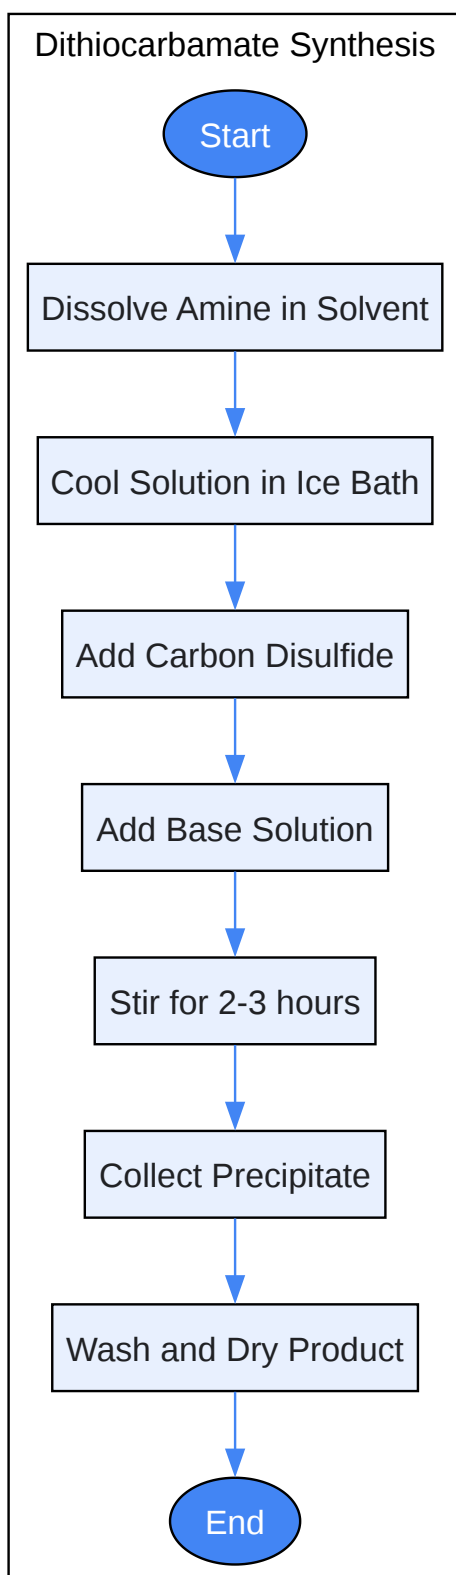 Dithiocarbamate Synthesis
Start
Dissolve Amine in Solvent
Cool Solution in Ice Bath
Add Carbon Disulfide
Add Base Solution
Stir for 2-3 hours
Collect Precipitate
Wash and Dry Product
End